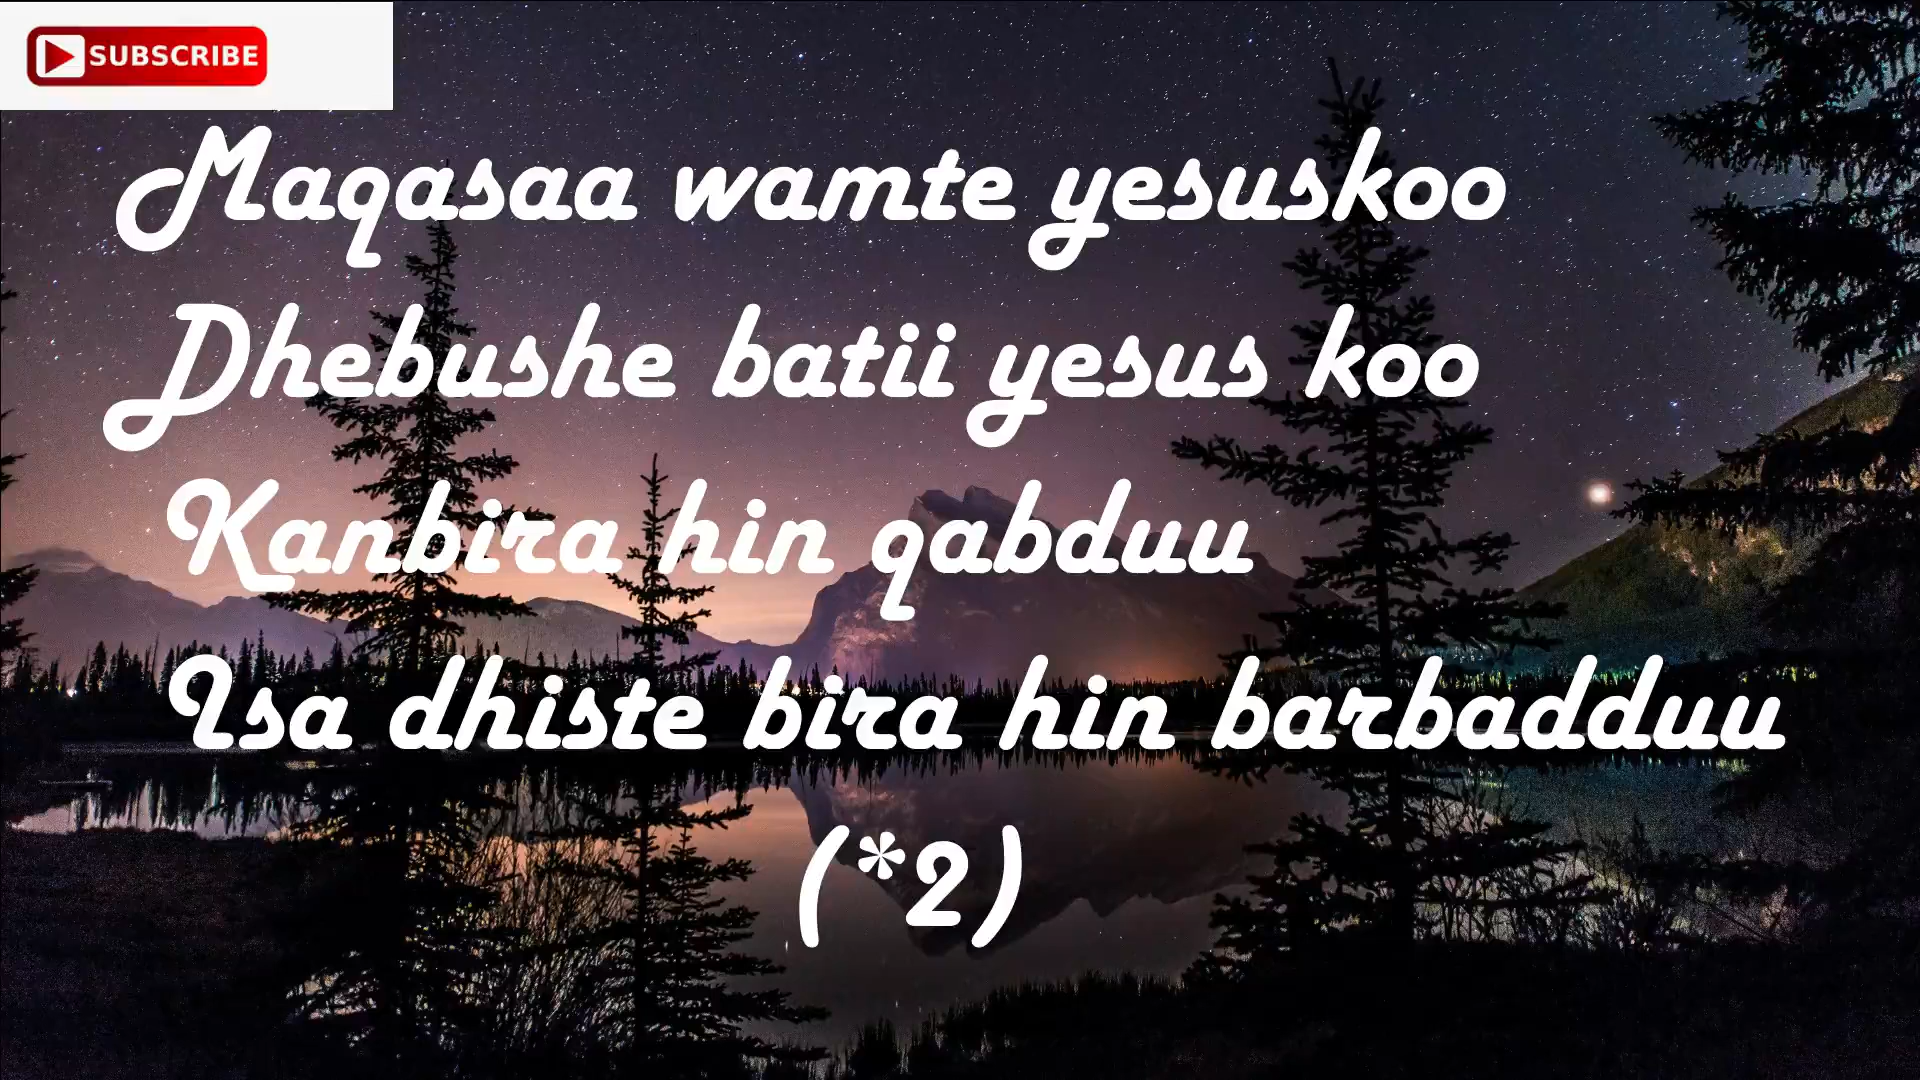 SUBSCRIBE
Maqasaa wamte yesuskoo
Dhebushe batii yesus koo
Kanbira hin qabduu
Isa dhiste bira hin barbadduu
(*2)